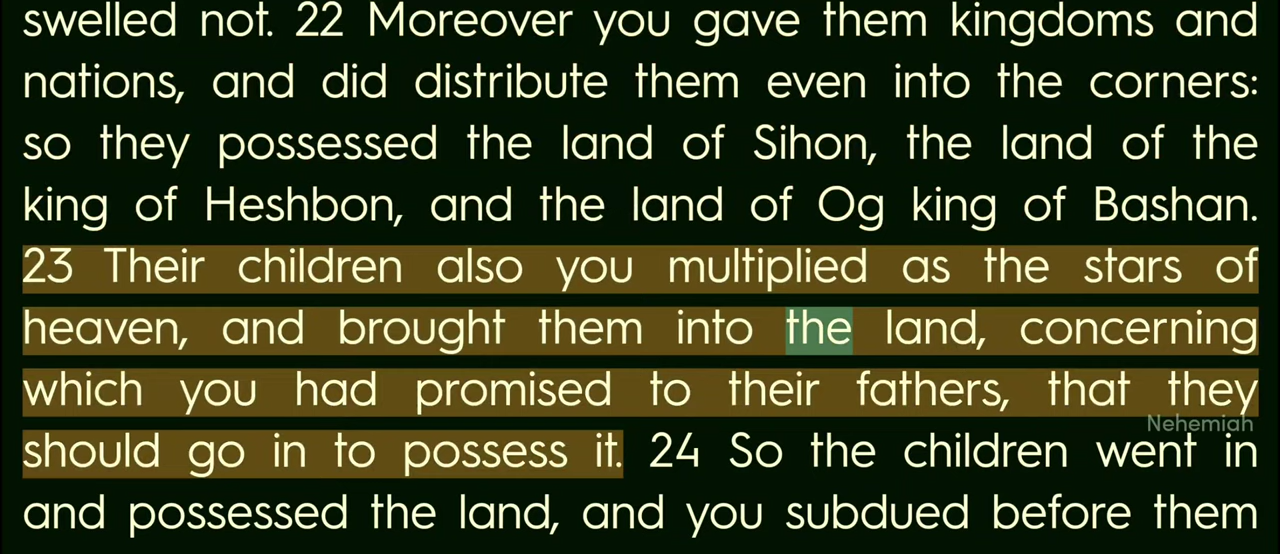 swelled not. 22 Moreover you gave them kingdoms and
nations, and did distribute them even into the corners:
so they possessed the land of Sihon, the land of the
king of Heshbon, and the land of Og king of Bashan.
23 Their children also you multiplied as the stars of
heaven, and brought them into the land, concerning
which you had promised to their fathers, that they
Nehemiah
should go in to possess it. 24 So the children went in
and possessed the land, and you subdued before them